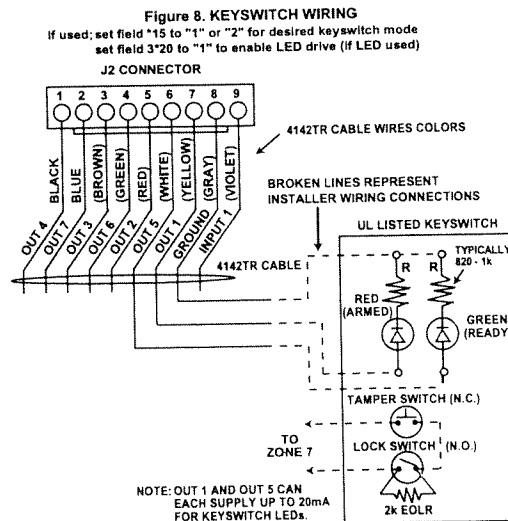 Figure 8. KEYSWITCH WIRING
If used; set field *15 to "1" or "2" for desired keyswitch mode
set field 3*20 to "1" to enable LED drive (if LED used)
J2 CONNECTOR
1 2 3 4 5 6 7 8 9
BLACK
BLUE
(BROWN)
(GREEN)
(RED)
(WHITE)
(YELLOW)
(GRAY)
(VIOLET)
4142TR CABLE WIRES COLORS
OUT 4
OUT 7
OUT 3
OUT 6
OUT 2
OUT 5
OUT 1
GROUND
INPUT 1
BROKEN LINES REPRESENT
INSTALLER WIRING CONNECTIONS
UL LISTED KEYSWITCH
4142TR CABLE
R R
TYPICALLY
820 - 1k
RED
(ARMED)
GREEN
(READY
TAMPER SWITCH (N.C.)
TO
ZONE 7
LOCK SWITCH (N.O.)
2k EOLR
NOTE: OUT 1 AND OUT 5 CAN
EACH SUPPLY UP TO 20mA
FOR KEYSWITCH LEDs.